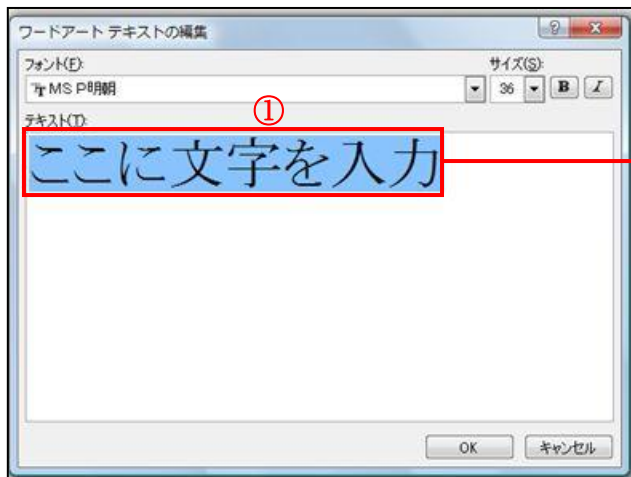 ワードアート テキストの編集
フォント(F):
サイズ(S):
Tr MS P明朝
36
B
I
テキスト(T):
①
ここに文字を入力
OK
キャンセル